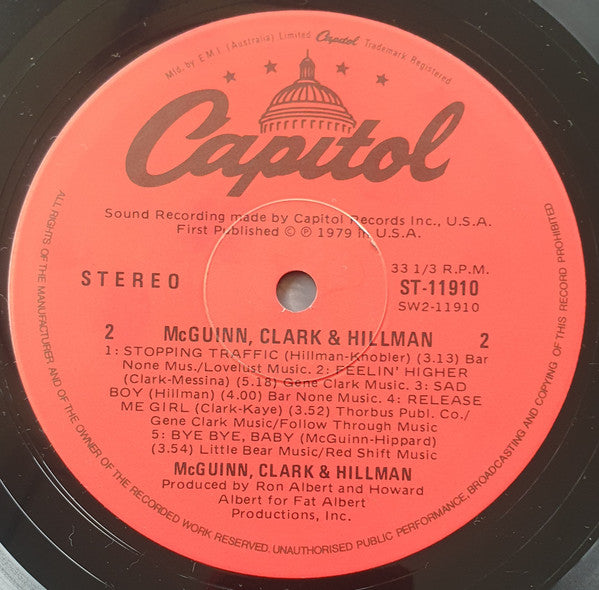 Mfd. by E M I (Australia) Limited Capitol Trademark Registered
Capitol
Sound Recording made by Capitol Records Inc., U.S.A.
First Published © ℗ 1979 in U.S.A.
STEREO
33 1/3 R.P.M.
ST-11910
SW2-11910
2 McGUINN, CLARK & HILLMAN 2
1: STOPPING TRAFFIC (Hillman-Knobler) (3.13) Bar
None Mus./Lovelust Music. 2: FEELIN' HIGHER
(Clark-Messina) (5.18) Gene Clark Music. 3: SAD
BOY (Hillman) (4.00) Bar None Music. 4: RELEASE
ME GIRL (Clark-Kaye) (3.52) Thorbus Publ. Co./
Gene Clark Music/Follow Through Music
5: BYE BYE, BABY (McGuinn-Hippard)
(3.54) Little Bear Music/Red Shift Music
McGUINN, CLARK & HILLMAN
Produced by Ron Albert and Howard
Albert for Fat Albert
Productions, Inc.
ALL RIGHTS OF THE MANUFACTURER AND OF THE OWNER OF THE RECORDED WORK RESERVED. UNAUTHORISED PUBLIC PERFORMANCE, BROADCASTING AND COPYING OF THIS RECORD PROHIBITED